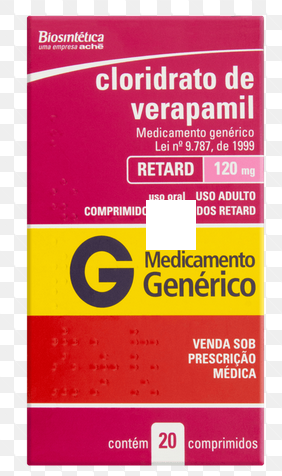 Biosintética
uma empresa aché
cloridrato de
verapamil
Medicamento genérico
Lei nº 9.787, de 1999
RETARD 120 mg
uso oral USO ADULTO
DOS RETARD
G Medicamento
Genérico
VENDA SOB
PRESCRIÇÃO
MÉDICA
contém 20 comprimidos